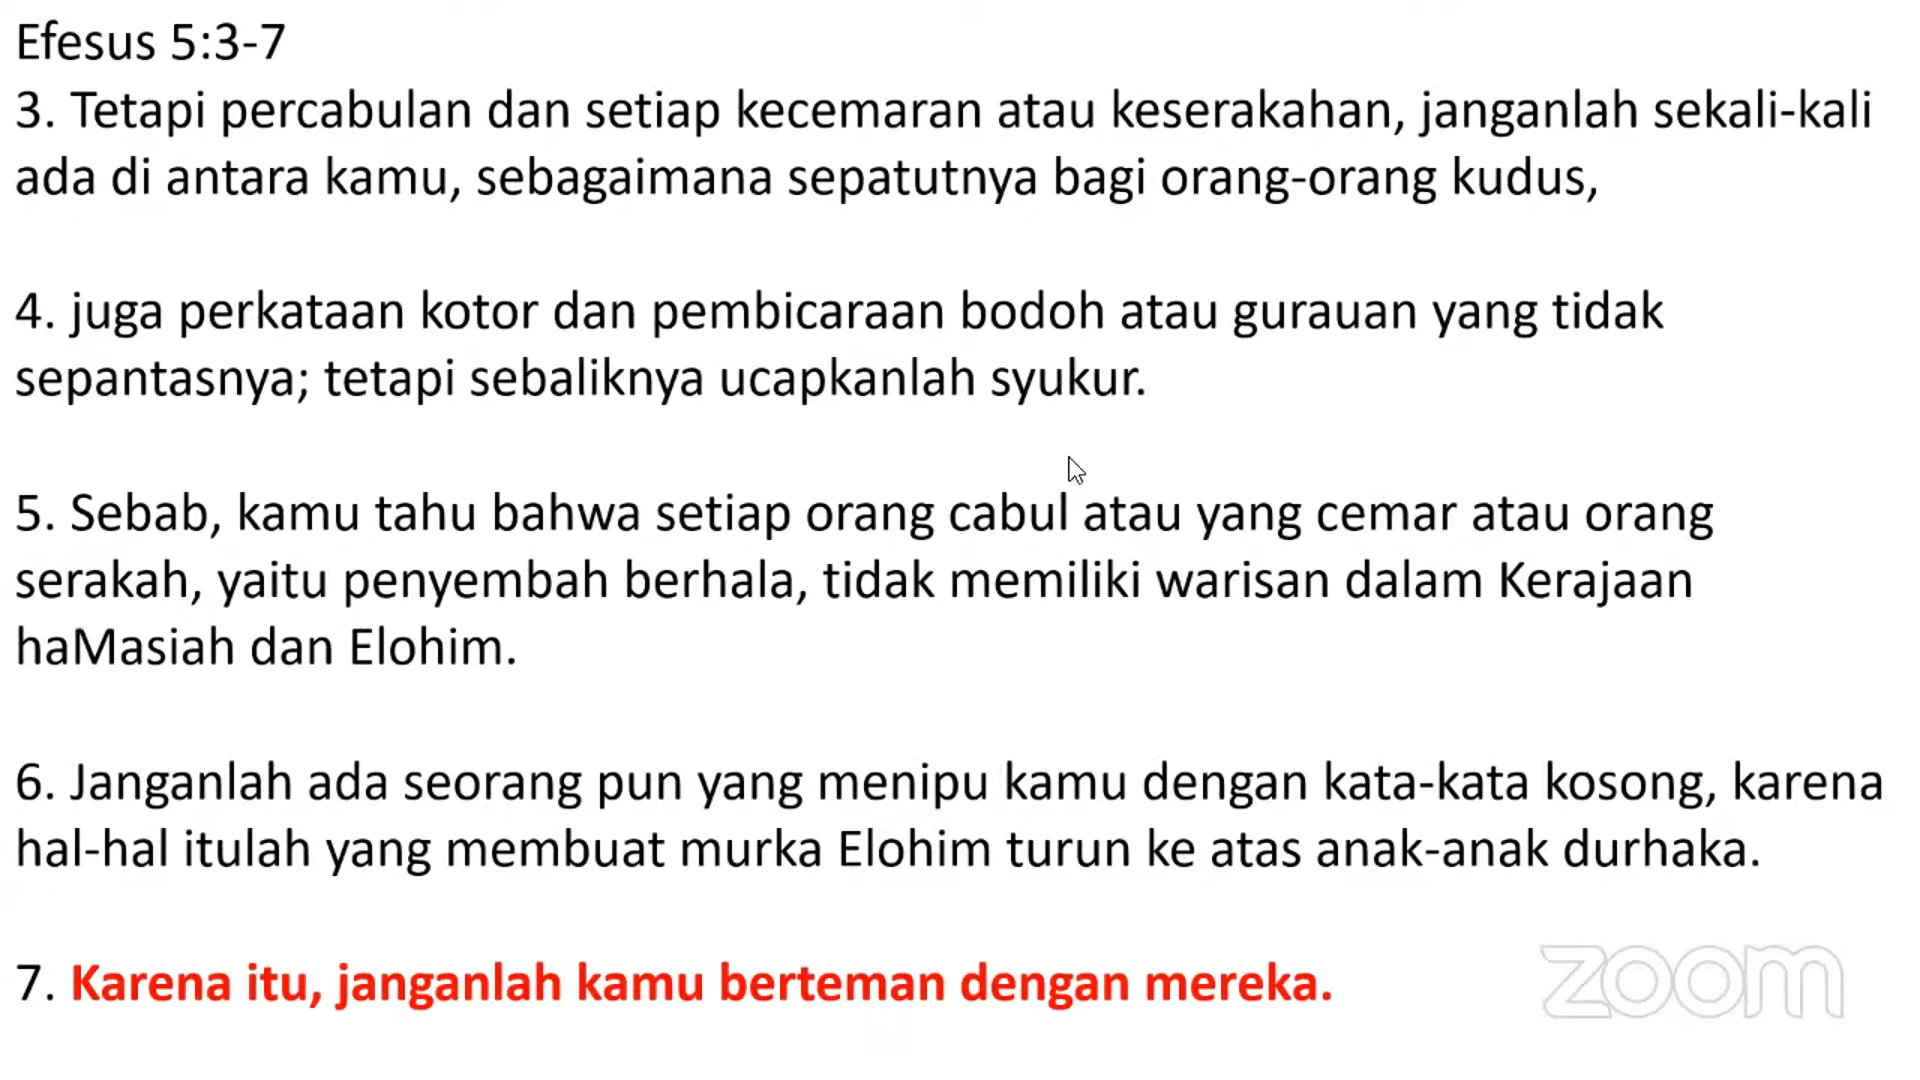 Efesus 5:3-7
3. Tetapi percabulan dan setiap kecemaran atau keserakahan, janganlah sekali-kali
ada di antara kamu, sebagaimana sepatutnya bagi orang-orang kudus,
4. juga perkataan kotor dan pembicaraan bodoh atau gurauan yang tidak
sepantasnya; tetapi sebaliknya ucapkanlah syukur.
5. Sebab, kamu tahu bahwa setiap orang cabul atau yang cemar atau orang
serakah, yaitu penyembah berhala, tidak memiliki warisan dalam Kerajaan
haMasiah dan Elohim.
6. Janganlah ada seorang pun yang menipu kamu dengan kata-kata kosong, karena
hal-hal itulah yang membuat murka Elohim turun ke atas anak-anak durhaka.
7. Karena itu, janganlah kamu berteman dengan mereka.
zoom